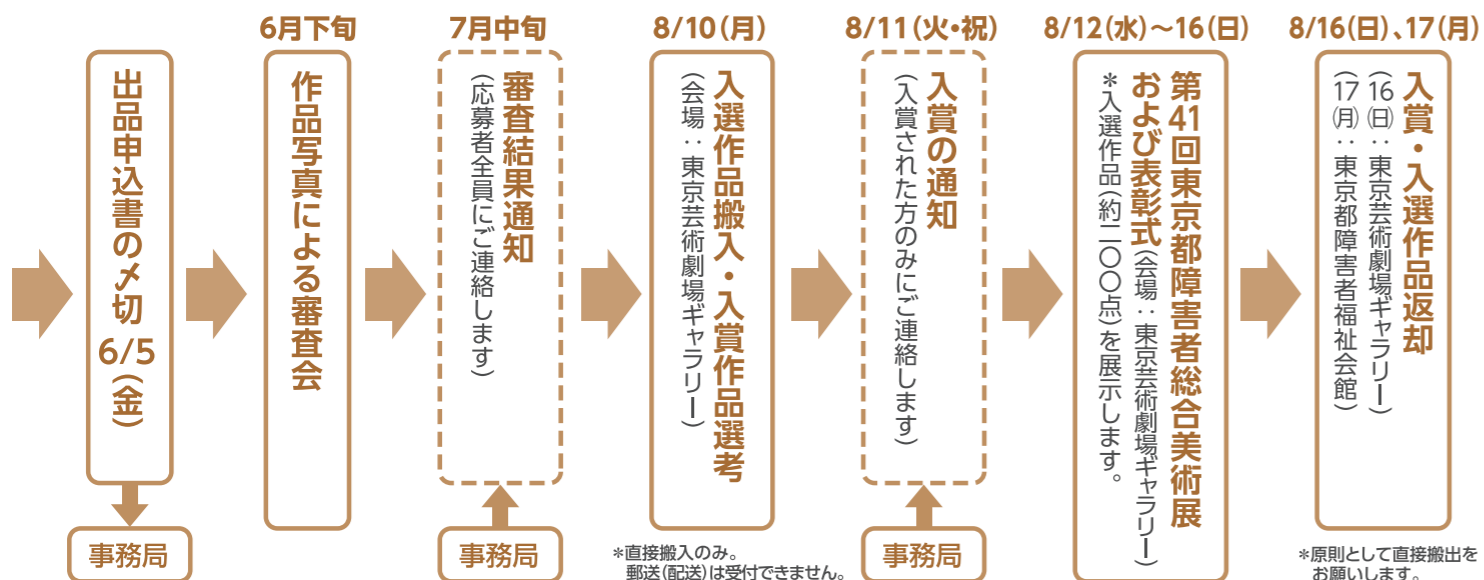 出品申込書の〆切 6/5(金)
事務局
6月下旬
作品写真による審査会
7月中旬
審査結果通知
(応募者全員にご連絡します)
事務局
8/10(月)
入選作品搬入・入賞作品選考
(会場:東京芸術劇場ギャラリー)
*直接搬入のみ。
郵送(配送)は受付できません。
8/11(火・祝)
入賞の通知
(入賞された方のみにご連絡します)
事務局
8/12(水)～16(日)
第41回東京都障害者総合美術展
および表彰式(会場:東京芸術劇場ギャラリー)
*入選作品(約二〇〇点)を展示します。
8/16(日)、17(月)
入賞・入選作品返却
(16(日):東京芸術劇場ギャラリー)
(17(月):東京都障害者福祉会館)
*原則として直接搬出を
お願いします。